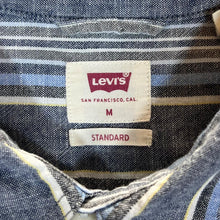 Levi's
SAN FRANCISCO, CAL.
M
STANDARD